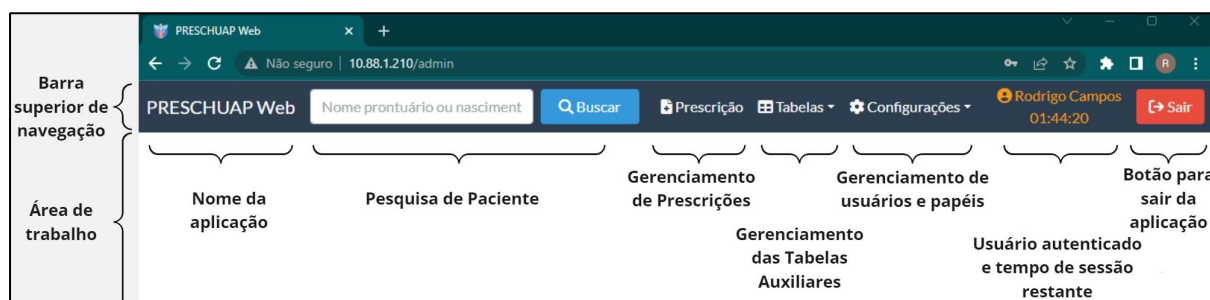 PRESCHUAP Web
Não seguro | 10.88.1.210/admin
R
Barra
superior de
navegação
PRESCHUAP Web
Nome prontuário ou nasciment
Buscar
Prescrição
Tabelas
Configurações
Rodrigo Campos
01:44:20
Sair
Área de
trabalho
Nome da
aplicação
Pesquisa de Paciente
Gerenciamento
de Prescrições
Gerenciamento
das Tabelas
Auxiliares
Gerenciamento de
usuários e papéis
Usuário autenticado
e tempo de sessão
restante
Botão para
sair da
aplicação